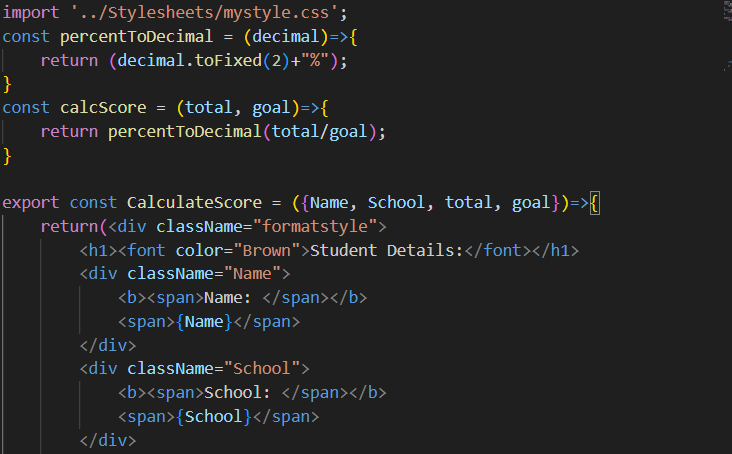 import '../Stylesheets/mystyle.css';
const percentToDecimal = (decimal)=>{
    return (decimal.toFixed(2)+"%");
}
const calcScore = (total, goal)=>{
    return percentToDecimal(total/goal);
}

export const CalculateScore = ({Name, School, total, goal})=>{
    return(<div className="formatstyle">
        <h1><font color="Brown">Student Details:</font></h1>
        <div className="Name">
            <b><span>Name: </span></b>
            <span>{Name}</span>
        </div>
        <div className="School">
            <b><span>School: </span></b>
            <span>{School}</span>
        </div>